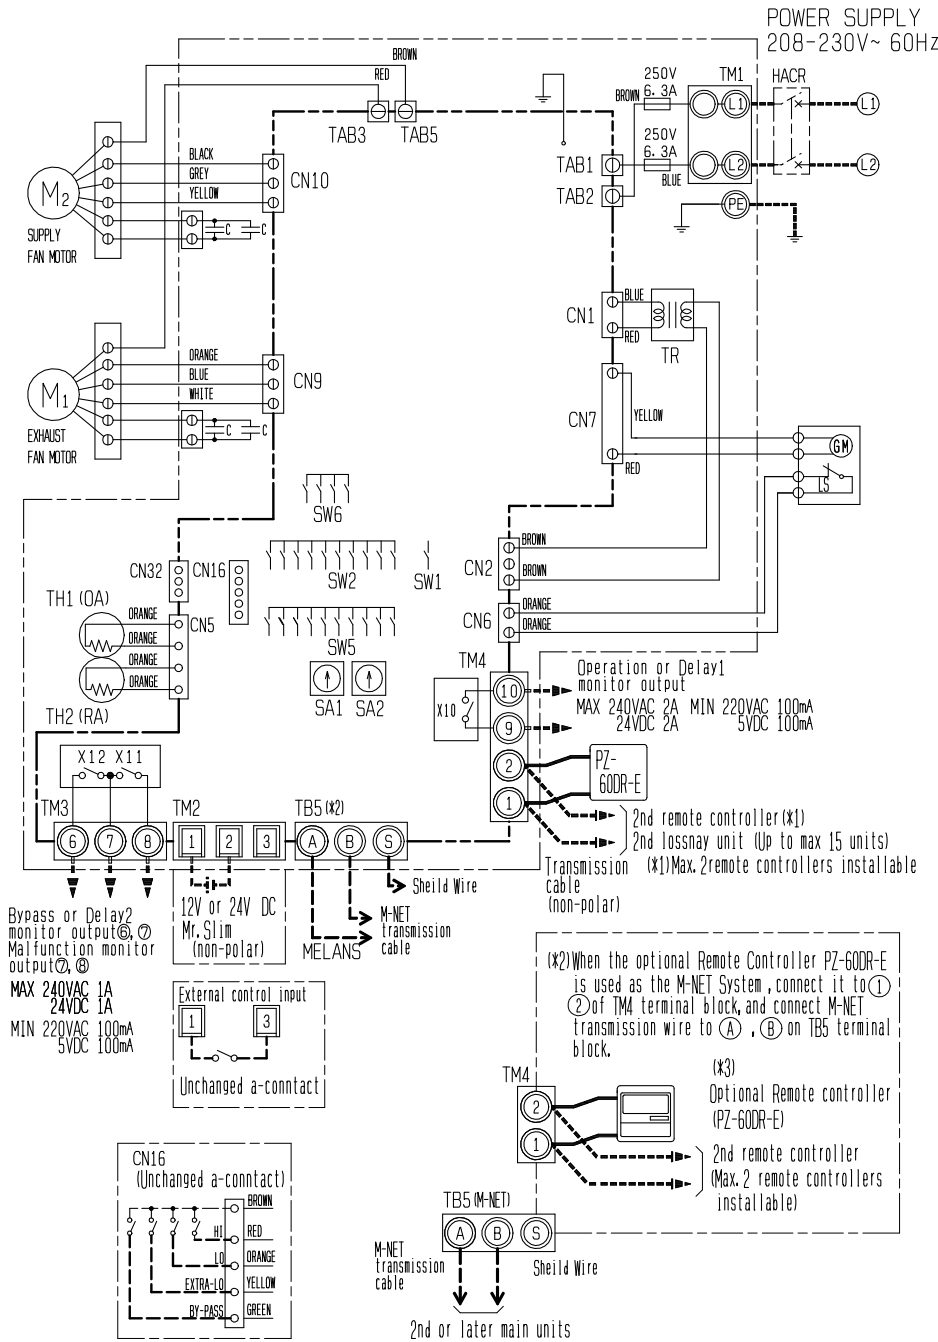 POWER SUPPLY
208-230V~ 60Hz
BROWN
RED
TAB3
TAB5
250V
6.3A
BROWN
TM1
HACR
L1
L1
250V
6.3A
BLUE
L2
L2
TAB1
TAB2
PE
M2
SUPPLY
FAN MOTOR
BLACK
GREY
YELLOW
CN10
C
C
M1
EXHAUST
FAN MOTOR
ORANGE
BLUE
WHITE
CN9
C
C
CN1
BLUE
RED
TR
CN7
YELLOW
RED
GM
LS
SW6
SW2
SW1
SW5
SA1
SA2
CN32
CN16
TH1 (OA)
ORANGE
ORANGE
ORANGE
ORANGE
CN5
TH2 (RA)
CN2
BROWN
BROWN
CN6
ORANGE
ORANGE
TM4
X10
10
9
2
1
Operation or Delay1
monitor output
MAX 240VAC 2A MIN 220VAC 100mA
24VDC 2A 5VDC 100mA
PZ-
60DR-E
2nd remote controller(*1)
2nd lossnay unit (Up to max 15 units)
(*1)Max. 2remote controllers installable
Transmission
cable
(non-polar)
X12 X11
TM3
6
7
8
TM2
1
2
3
TB5 (*2)
A
B
S
12V or 24V DC
Mr. Slim
(non-polar)
Sheild Wire
M-NET
transmission
cable
MELANS
Bypass or Delay2
monitor output⑥, ⑦
Malfunction monitor
output⑦, ⑧
MAX 240VAC 1A
24VDC 1A
MIN 220VAC 100mA
5VDC 100mA
External control input
1
3
Unchanged a-conntact
(*2)When the optional Remote Controller PZ-60DR-E
is used as the M-NET System, connect it to ①
② of TM4 terminal block, and connect M-NET
transmission wire to Ⓐ, Ⓑ on TB5 terminal
block.
(*3)
Optional Remote controller
(PZ-60DR-E)
TM4
2
1
2nd remote controller
(Max. 2 remote controllers
installable)
TB5 (M-NET)
A
B
S
M-NET
transmission
cable
Sheild Wire
2nd or later main units
CN16
(Unchanged a-conntact)
BROWN
HI
RED
LO
ORANGE
EXTRA-LO
YELLOW
BY-PASS
GREEN